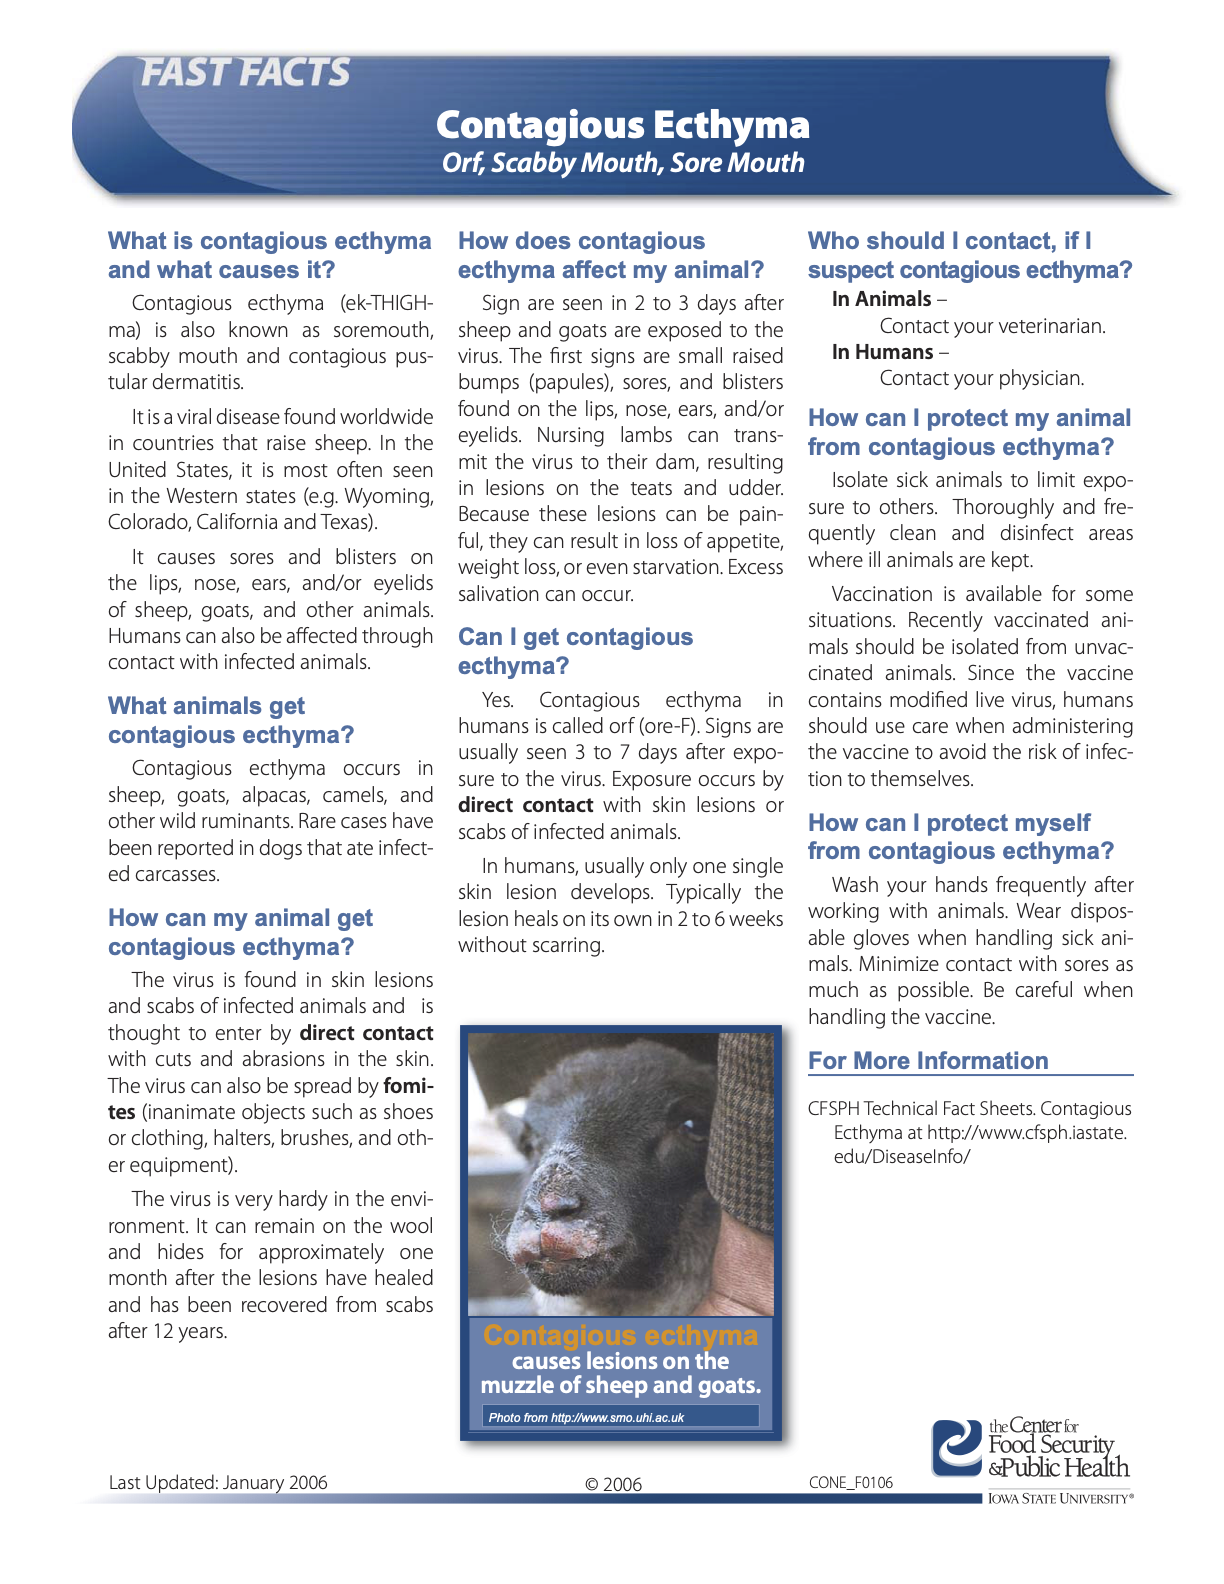 FAST FACTS
Contagious Ecthyma
Orf, Scabby Mouth, Sore Mouth
What is contagious ecthyma
and what causes it?
Contagious ecthyma (ek-THIGH-
ma) is also known as soremouth,
scabby mouth and contagious pus-
tular dermatitis.
It is a viral disease found worldwide
in countries that raise sheep. In the
United States, it is most often seen
in the Western states (e.g. Wyoming,
Colorado, California and Texas).
It causes sores and blisters on
the lips, nose, ears, and/or eyelids
of sheep, goats, and other animals.
Humans can also be affected through
contact with infected animals.
What animals get
contagious ecthyma?
Contagious ecthyma occurs in
sheep, goats, alpacas, camels, and
other wild ruminants. Rare cases have
been reported in dogs that ate infect-
ed carcasses.
How can my animal get
contagious ecthyma?
The virus is found in skin lesions
and scabs of infected animals and is
thought to enter by direct contact
with cuts and abrasions in the skin.
The virus can also be spread by fomi-
tes (inanimate objects such as shoes
or clothing, halters, brushes, and oth-
er equipment).
The virus is very hardy in the envi-
ronment. It can remain on the wool
and hides for approximately one
month after the lesions have healed
and has been recovered from scabs
after 12 years.
How does contagious
ecthyma affect my animal?
Sign are seen in 2 to 3 days after
sheep and goats are exposed to the
virus. The first signs are small raised
bumps (papules), sores, and blisters
found on the lips, nose, ears, and/or
eyelids. Nursing lambs can trans-
mit the virus to their dam, resulting
in lesions on the teats and udder.
Because these lesions can be pain-
ful, they can result in loss of appetite,
weight loss, or even starvation. Excess
salivation can occur.
Can I get contagious
ecthyma?
Yes. Contagious ecthyma in
humans is called orf (ore-F). Signs are
usually seen 3 to 7 days after expo-
sure to the virus. Exposure occurs by
direct contact with skin lesions or
scabs of infected animals.
In humans, usually only one single
skin lesion develops. Typically the
lesion heals on its own in 2 to 6 weeks
without scarring.
Contagious ecthyma
causes lesions on the
muzzle of sheep and goats.
Photo from http://www.smo.uhi.ac.uk
Who should I contact, if I
suspect contagious ecthyma?
In Animals –
Contact your veterinarian.
In Humans –
Contact your physician.
How can I protect my animal
from contagious ecthyma?
Isolate sick animals to limit expo-
sure to others. Thoroughly and fre-
quently clean and disinfect areas
where ill animals are kept.
Vaccination is available for some
situations. Recently vaccinated ani-
mals should be isolated from unvac-
cinated animals. Since the vaccine
contains modified live virus, humans
should use care when administering
the vaccine to avoid the risk of infec-
tion to themselves.
How can I protect myself
from contagious ecthyma?
Wash your hands frequently after
working with animals. Wear dispos-
able gloves when handling sick ani-
mals. Minimize contact with sores as
much as possible. Be careful when
handling the vaccine.
For More Information
CFSPH Technical Fact Sheets. Contagious
Ecthyma at http://www.cfsph.iastate.
edu/DiseaseInfo/
the Center for
Food Security
&Public Health
IOWA STATE UNIVERSITY®
Last Updated: January 2006
© 2006
CONE_F0106